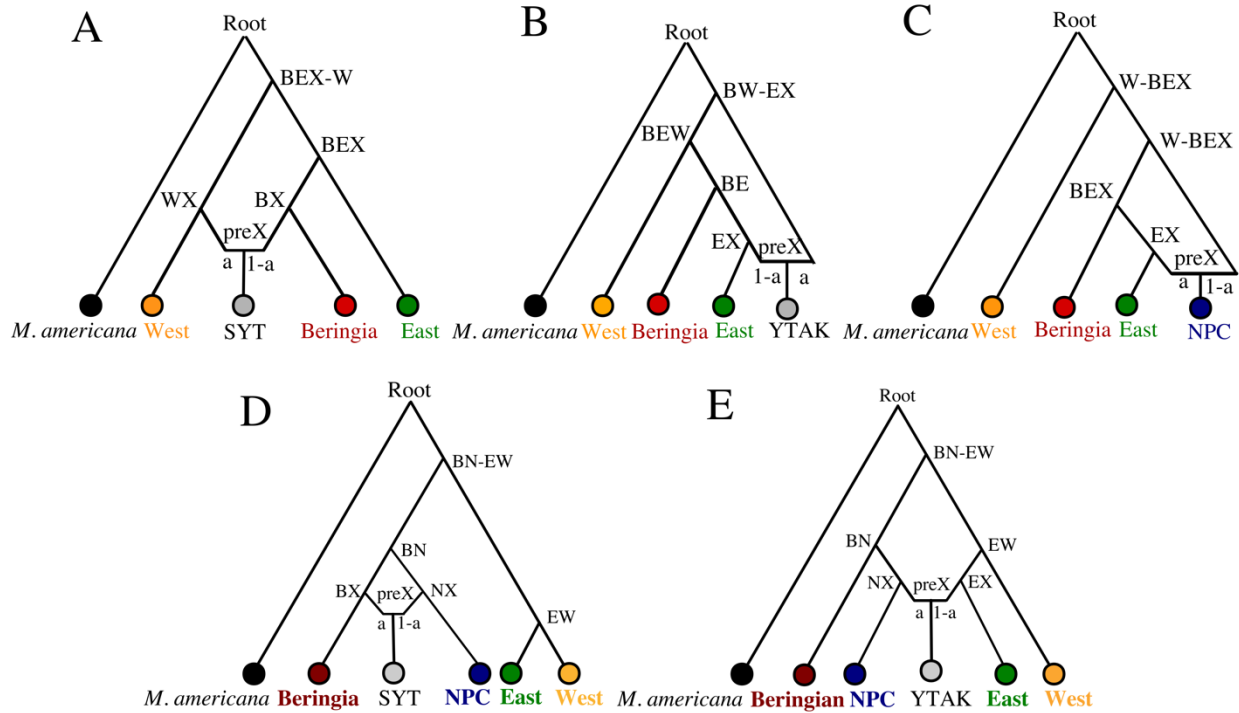 A
Root
BEX-W
BEX
WX
BX
preX
a
1-a
M. americana West SYT Beringia East
B
Root
BW-EX
BEW
BE
EX
preX
1-a
a
M. americana West Beringia East YTAK
C
Root
W-BEX
W-BEX
BEX
EX
preX
a
1-a
M. americana West Beringia East NPC
D
Root
BN-EW
BN
BX
preX
NX
a
1-a
EW
M. americana Beringia SYT NPC East West
E
Root
BN-EW
BN
EW
NX
preX
EX
a
1-a
M. americana Beringian NPC YTAK East West